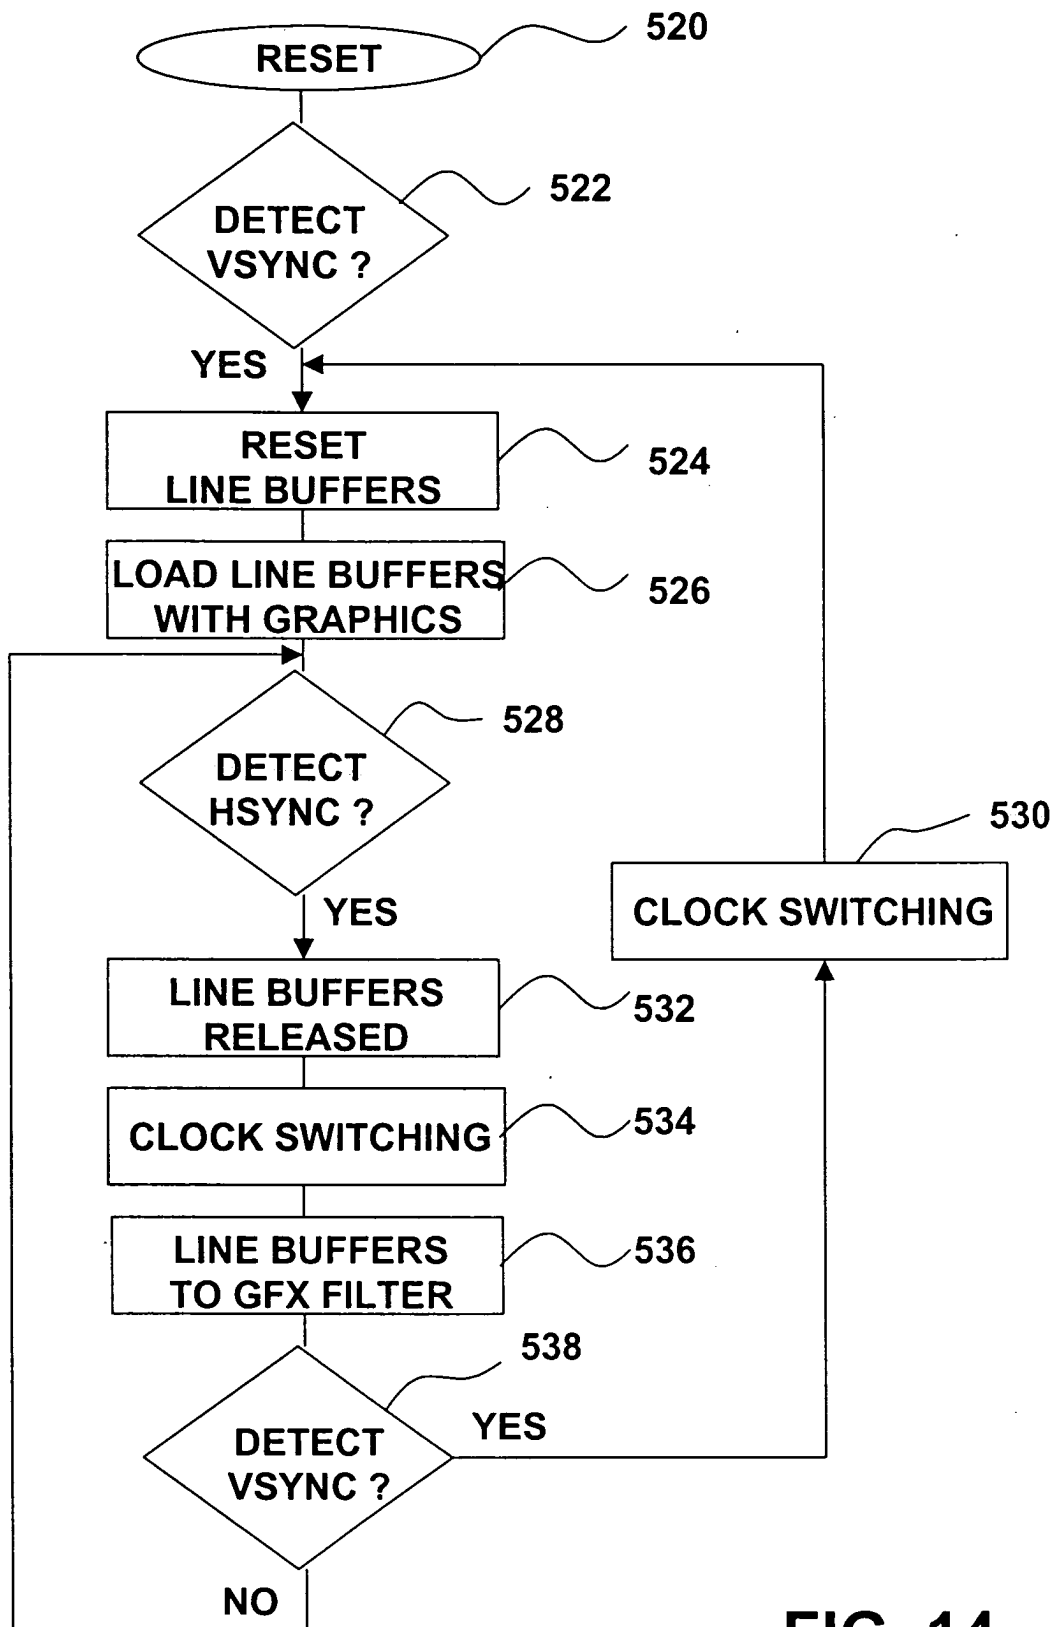 RESET
520
DETECT
VSYNC ?
522
YES
RESET
LINE BUFFERS
524
LOAD LINE BUFFERS
WITH GRAPHICS
526
DETECT
HSYNC ?
528
530
CLOCK SWITCHING
YES
LINE BUFFERS
RELEASED
532
CLOCK SWITCHING
534
LINE BUFFERS
TO GFX FILTER
536
538
DETECT
VSYNC ?
YES
NO
FIG. 14